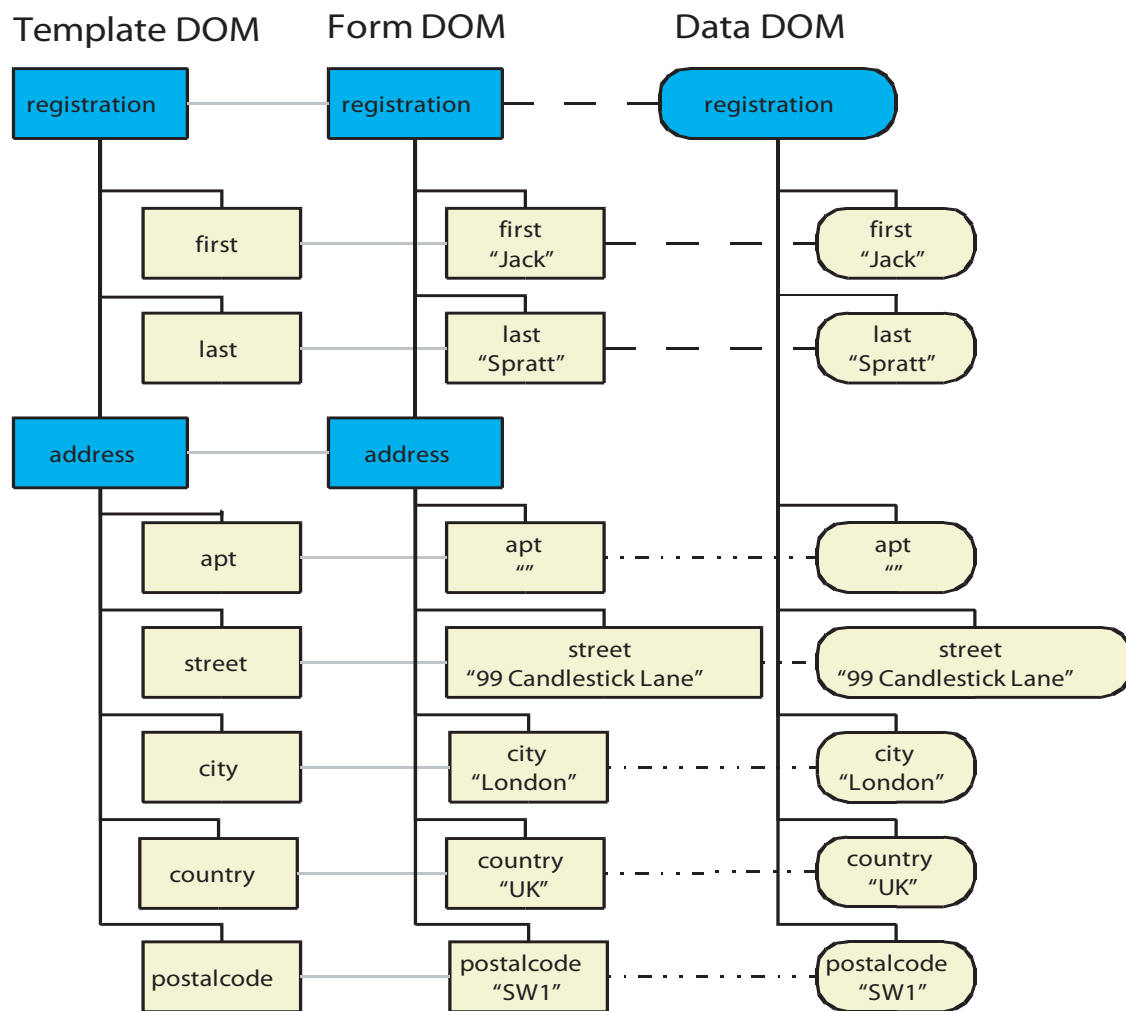 Template DOM Form DOM Data DOM
registration registration registration
first first first
“Jack” “Jack”
last last last
“Spratt” “Spratt”
address address
apt apt apt
“” “”
street street street
“99 Candlestick Lane” “99 Candlestick Lane”
city city city
“London” “London”
country country country
“UK” “UK”
postalcode postalcode postalcode
“SW1” “SW1”